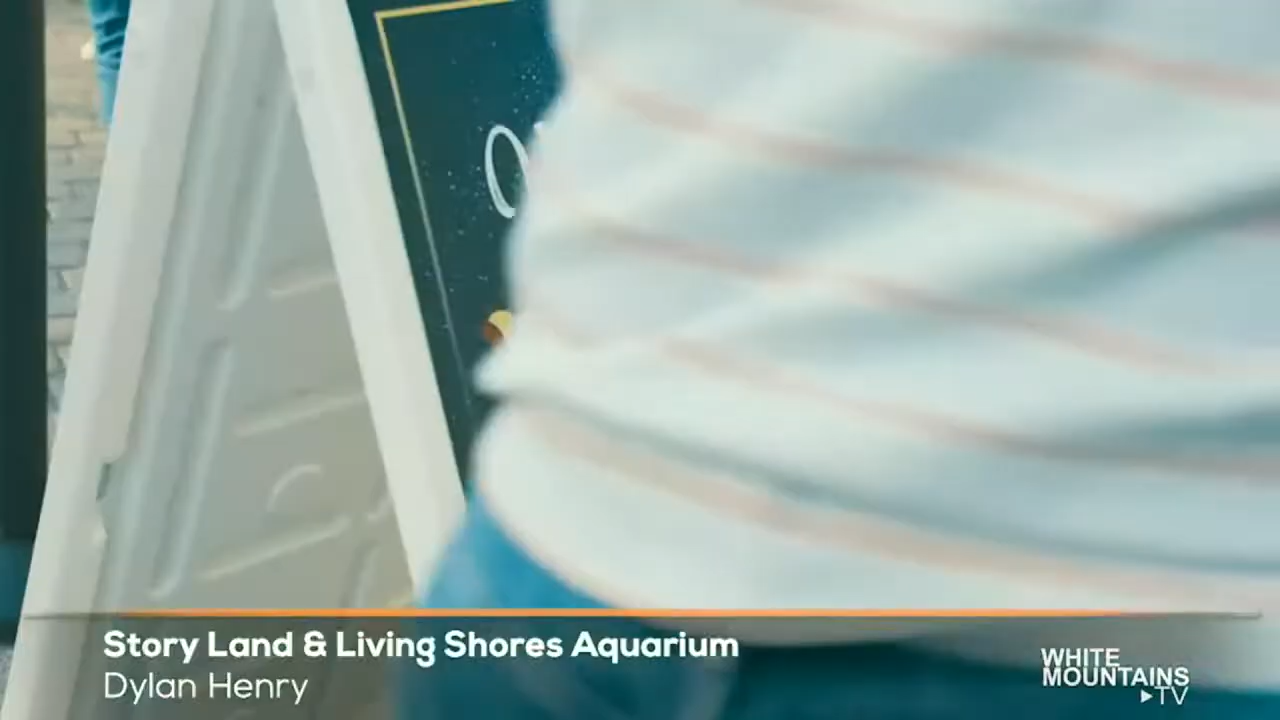 Story Land & Living Shores Aquarium
Dylan Henry
WHITE
MOUNTAINS
TV